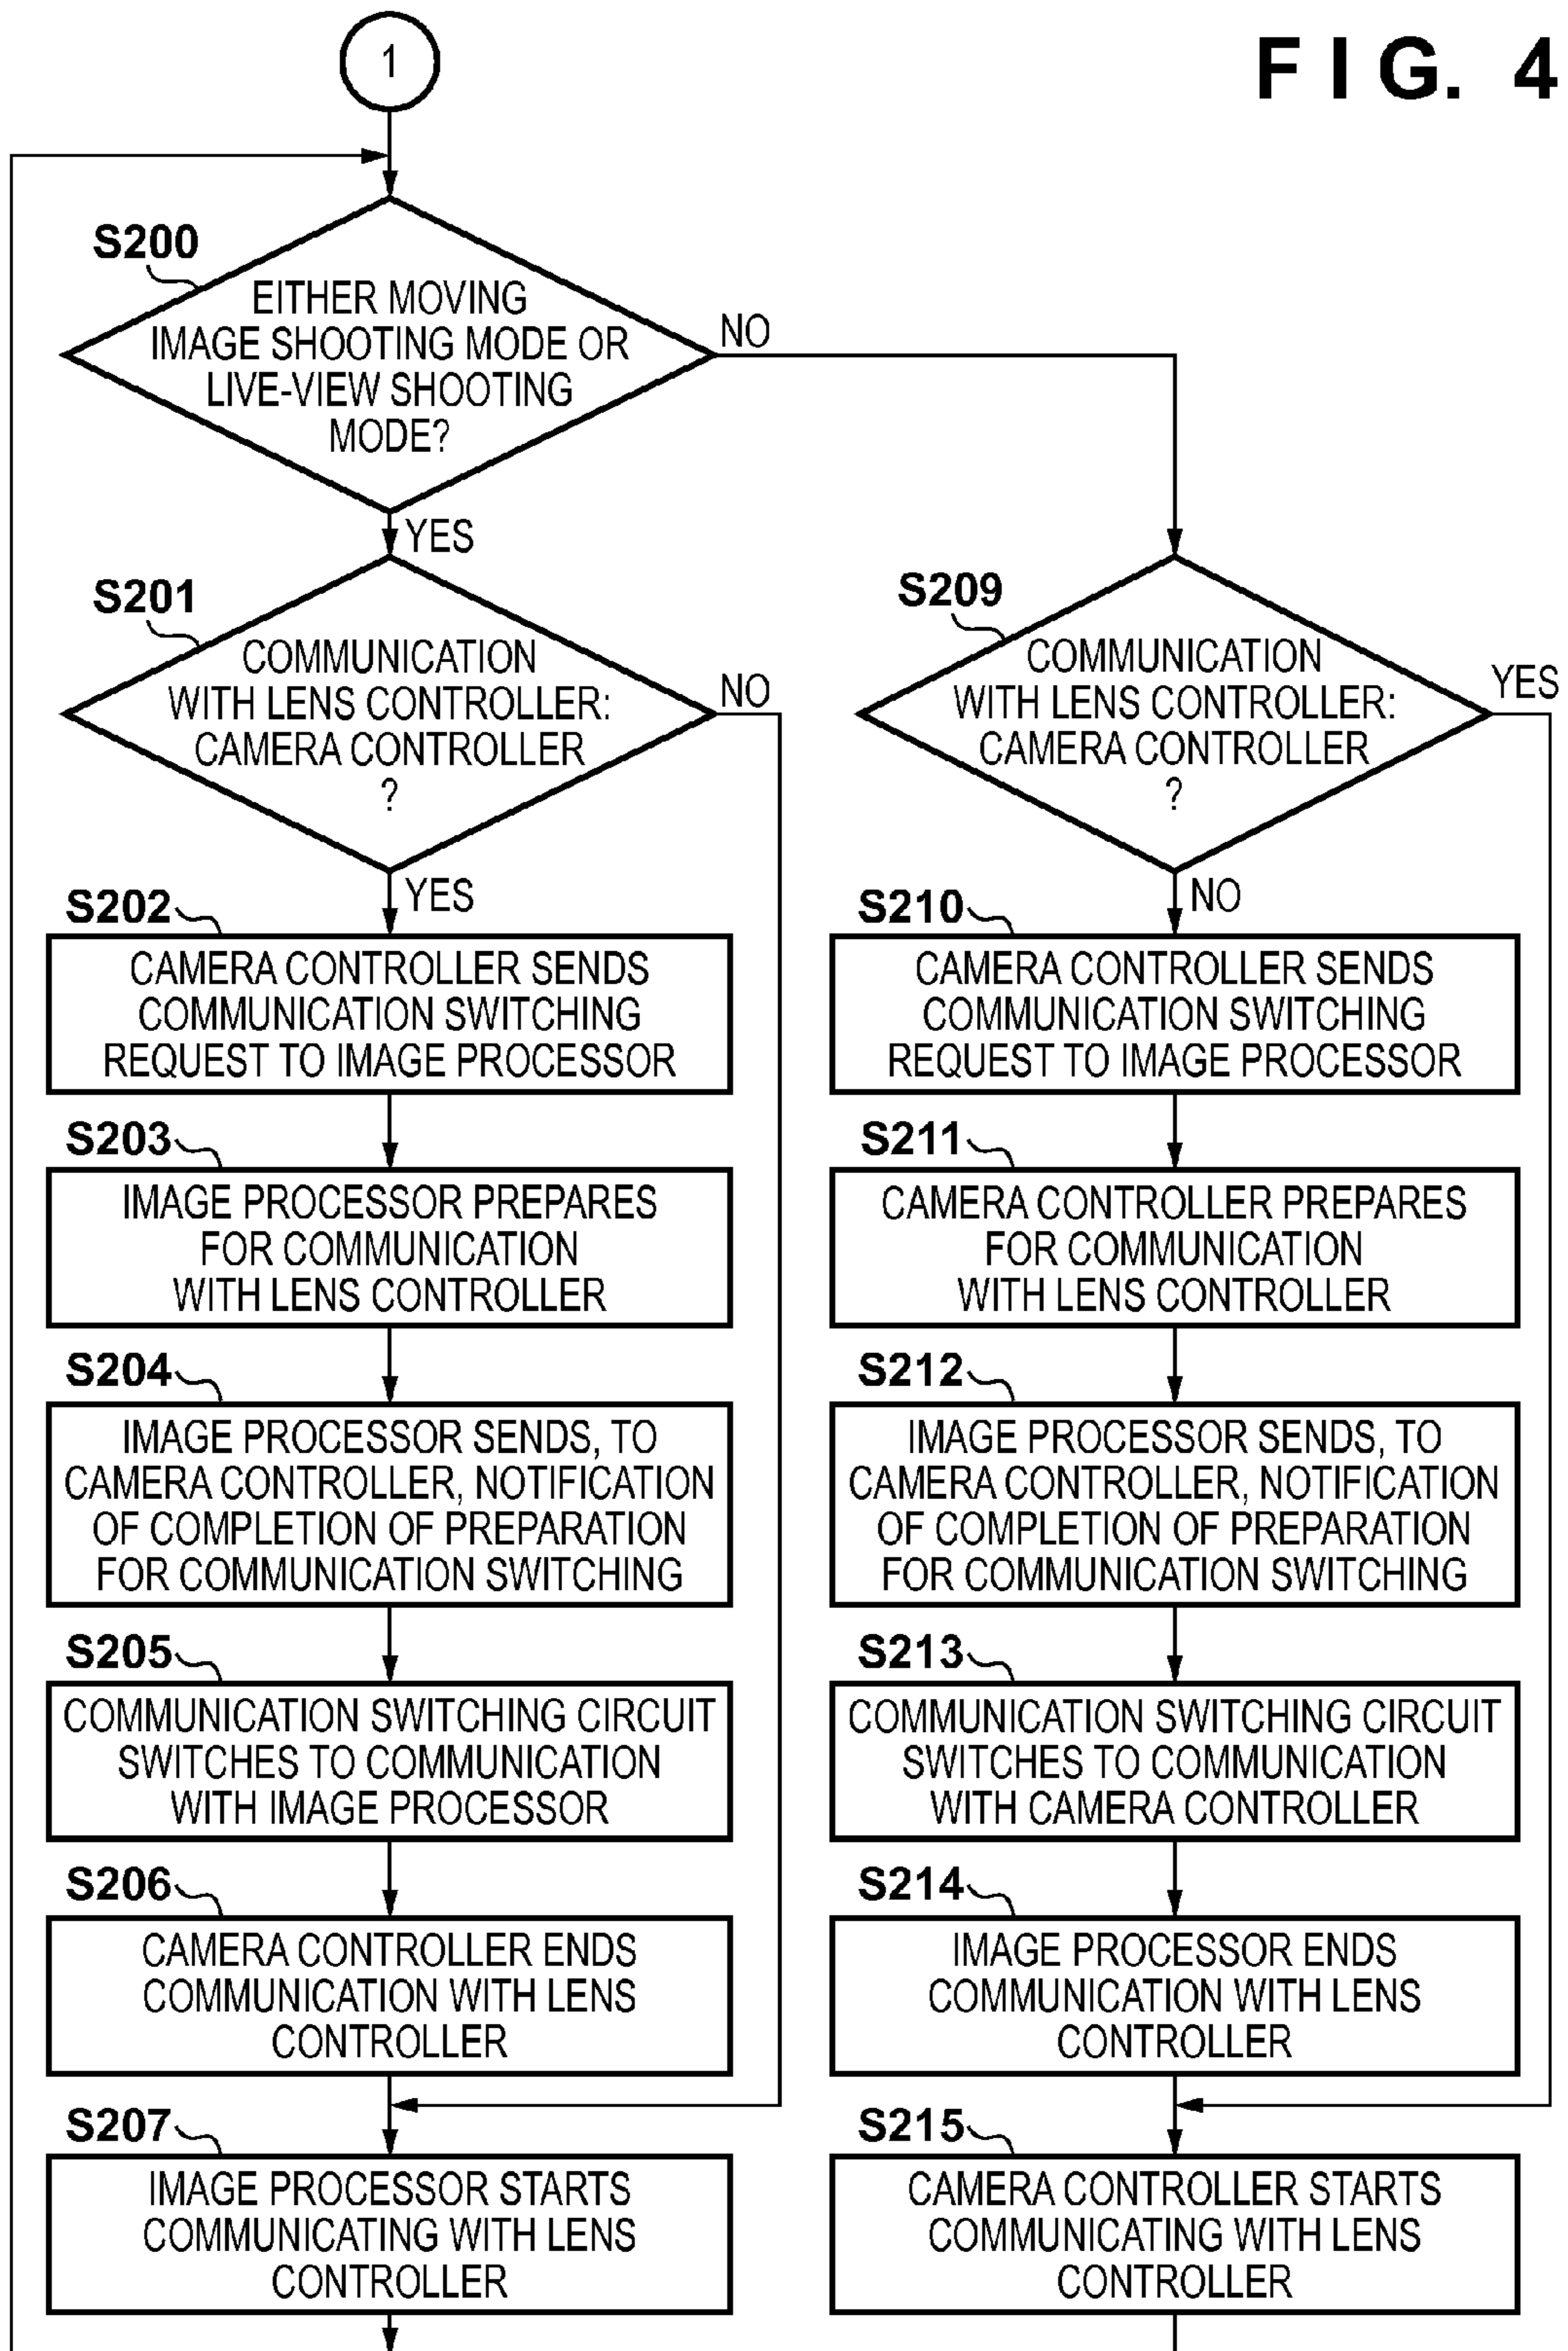 FIG. 4
1
S200
EITHER MOVING
IMAGE SHOOTING MODE OR
LIVE-VIEW SHOOTING
MODE?
NO
YES
S201
COMMUNICATION
WITH LENS CONTROLLER:
CAMERA CONTROLLER
?
NO
YES
S202
CAMERA CONTROLLER SENDS
COMMUNICATION SWITCHING
REQUEST TO IMAGE PROCESSOR
S203
IMAGE PROCESSOR PREPARES
FOR COMMUNICATION
WITH LENS CONTROLLER
S204
IMAGE PROCESSOR SENDS, TO
CAMERA CONTROLLER, NOTIFICATION
OF COMPLETION OF PREPARATION
FOR COMMUNICATION SWITCHING
S205
COMMUNICATION SWITCHING CIRCUIT
SWITCHES TO COMMUNICATION
WITH IMAGE PROCESSOR
S206
CAMERA CONTROLLER ENDS
COMMUNICATION WITH LENS
CONTROLLER
S207
IMAGE PROCESSOR STARTS
COMMUNICATING WITH LENS
CONTROLLER
S209
COMMUNICATION
WITH LENS CONTROLLER:
CAMERA CONTROLLER
?
YES
NO
S210
CAMERA CONTROLLER SENDS
COMMUNICATION SWITCHING
REQUEST TO IMAGE PROCESSOR
S211
CAMERA CONTROLLER PREPARES
FOR COMMUNICATION
WITH LENS CONTROLLER
S212
IMAGE PROCESSOR SENDS, TO
CAMERA CONTROLLER, NOTIFICATION
OF COMPLETION OF PREPARATION
FOR COMMUNICATION SWITCHING
S213
COMMUNICATION SWITCHING CIRCUIT
SWITCHES TO COMMUNICATION
WITH CAMERA CONTROLLER
S214
IMAGE PROCESSOR ENDS
COMMUNICATION WITH LENS
CONTROLLER
S215
CAMERA CONTROLLER STARTS
COMMUNICATING WITH LENS
CONTROLLER